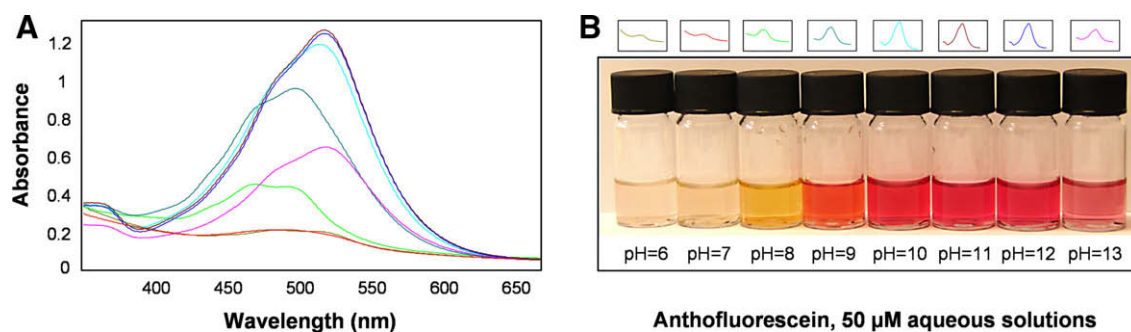 A
Absorbance
1.2
1
0.8
0.6
0.4
0.2
0
400 450 500 550 600 650
Wavelength (nm)
B
pH=6 pH=7 pH=8 pH=9 pH=10 pH=11 pH=12 pH=13
Anthofluorescein, 50 µM aqueous solutions